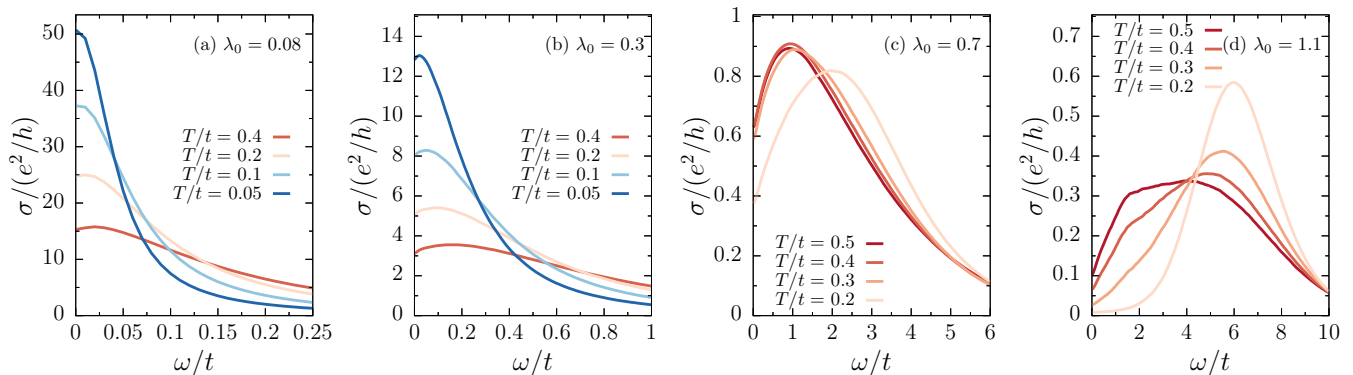 (a) λ₀ = 0.08
σ/(e²/h)
50
40
30
20
10
0
T/t = 0.4
T/t = 0.2
T/t = 0.1
T/t = 0.05
0 0.05 0.1 0.15 0.2 0.25
ω/t
(b) λ₀ = 0.3
σ/(e²/h)
14
12
10
8
6
4
2
0
T/t = 0.4
T/t = 0.2
T/t = 0.1
T/t = 0.05
0 0.2 0.4 0.6 0.8 1
ω/t
(c) λ₀ = 0.7
σ/(e²/h)
1
0.8
0.6
0.4
0.2
0
T/t = 0.5
T/t = 0.4
T/t = 0.3
T/t = 0.2
0 1 2 3 4 5 6
ω/t
(d) λ₀ = 1.1
σ/(e²/h)
0.7
0.6
0.5
0.4
0.3
0.2
0.1
0
T/t = 0.5
T/t = 0.4
T/t = 0.3
T/t = 0.2
0 2 4 6 8 10
ω/t